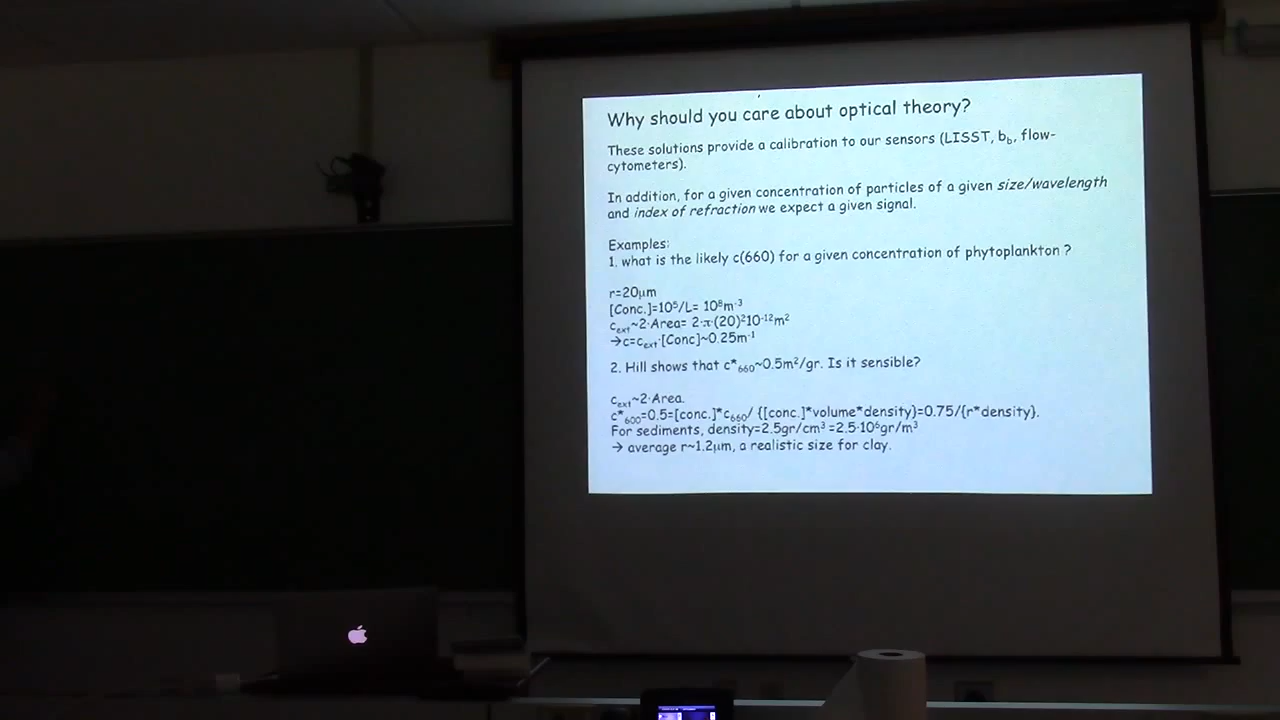 Why should you care about optical theory?
These solutions provide a calibration to our sensors (LISST, b_b, flow-
cytometers).
In addition, for a given concentration of particles of a given size/wavelength
and index of refraction we expect a given signal.
Examples:
1. what is the likely c(660) for a given concentration of phytoplankton ?
r=20μm
[Conc.]=10⁵/L= 10⁸m⁻³
c_ext~2·Area= 2·π·(20)²10⁻¹²m²
→c=c_ext·[Conc]~0.25m⁻¹
2. Hill shows that c*₆₆₀~0.5m²/gr. Is it sensible?
c_ext~2·Area.
c*₆₀₀=0.5=[conc.]*c₆₆₀/ {[conc.]*volume*density}=0.75/{r*density}.
For sediments, density=2.5gr/cm³ =2.5·10⁶gr/m³
→ average r~1.2μm, a realistic size for clay.